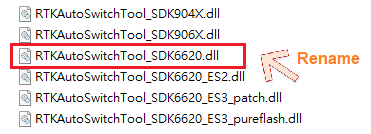 RTKAutoSwitchTool_SDK904X.dll
RTKAutoSwitchTool_SDK906X.dll
RTKAutoSwitchTool_SDK6620.dll
Rename
RTKAutoSwitchTool_SDK6620_ES2.dll
RTKAutoSwitchTool_SDK6620_ES3_patch.dll
RTKAutoSwitchTool_SDK6620_ES3_pureflash.dll